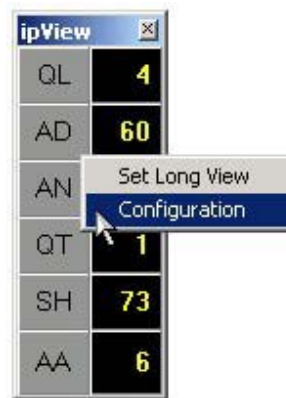 ipView
QL 4
AD 60
AN
Set Long View
Configuration
QT 1
SH 73
AA 6